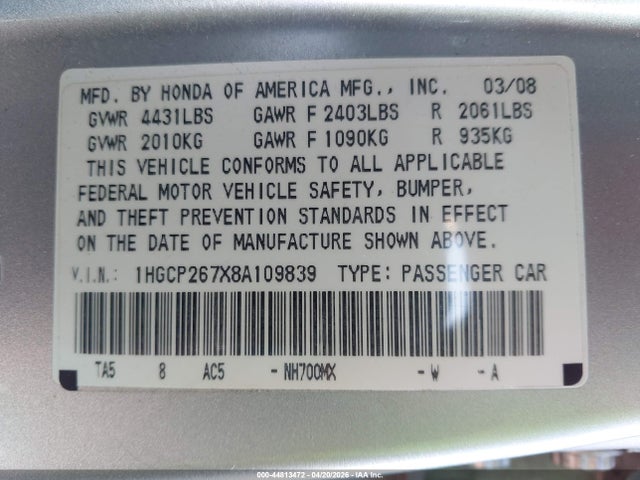 MFD. BY HONDA OF AMERICA MFG., INC. 03/08
GVWR 4431LBS GAWR F 2403LBS R 2061LBS
GVWR 2010KG GAWR F 1090KG R 935KG
THIS VEHICLE CONFORMS TO ALL APPLICABLE
FEDERAL MOTOR VEHICLE SAFETY, BUMPER,
AND THEFT PREVENTION STANDARDS IN EFFECT
ON THE DATE OF MANUFACTURE SHOWN ABOVE.
V.I.N.: 1HGCP267X8A109839 TYPE: PASSENGER CAR
TA5 8 AC5 - NH700MX - W - A
000-44813472 - 04/20/2026 - IAA Inc.